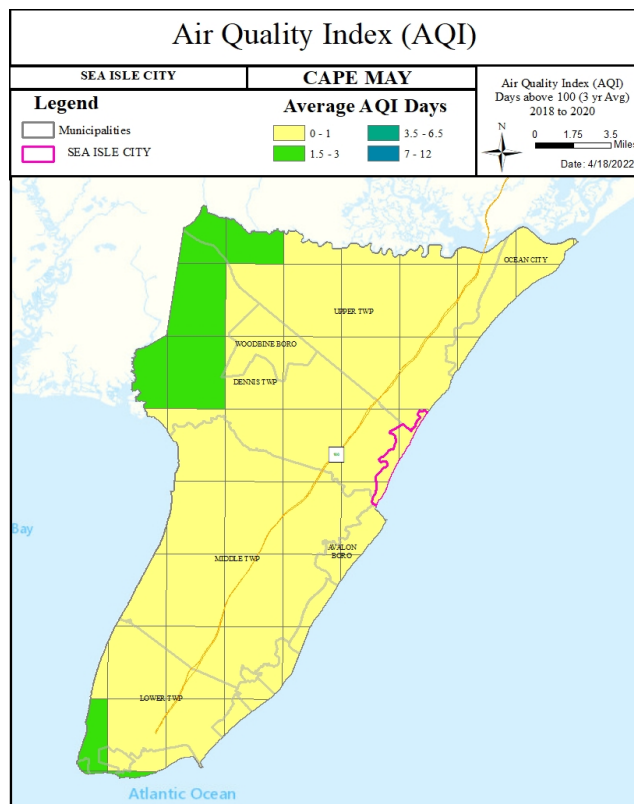 Air Quality Index (AQI)
SEA ISLE CITY
CAPE MAY
Legend
Municipalities
SEA ISLE CITY
Average AQI Days
0 - 1
3.5 - 6.5
1.5 - 3
7 - 12
Air Quality Index (AQI)
Days above 100 (3 yr Avg)
2018 to 2020
N
0 1.75 3.5
Miles
Date: 4/18/2022
OCEAN CITY
UPPER TWP
WOODBINE BORO
DENNIS TWP
Bay
AVALON
BORO
MIDDLE TWP
LOWER TWP
Atlantic Ocean